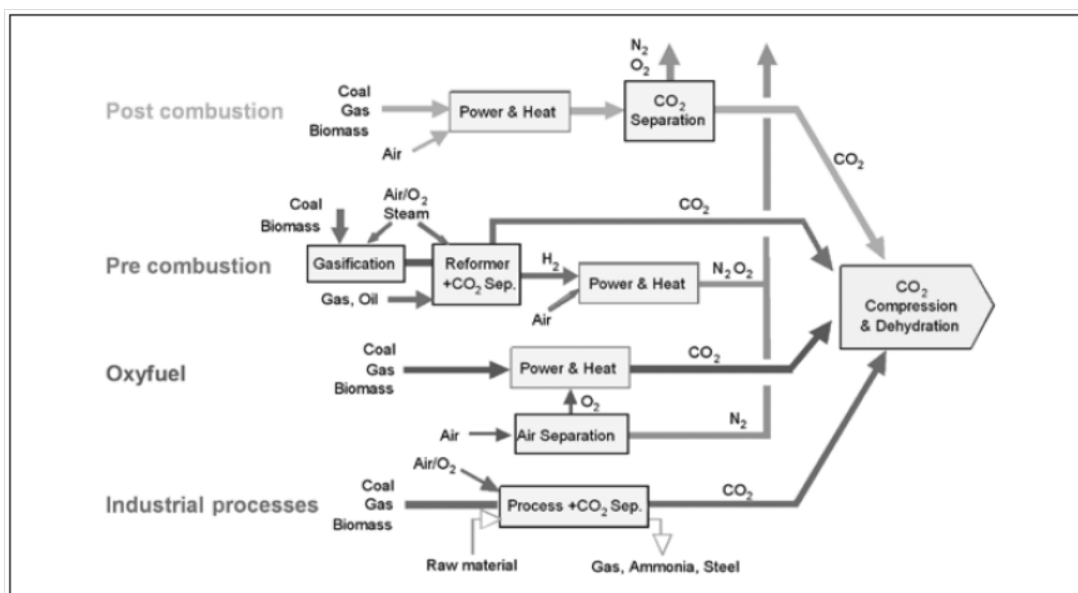 N2
O2
Coal
Gas
Biomass
Post combustion
Power & Heat
CO2
Separation
Air
CO2
Coal
Biomass
Air/O2
Steam
CO2
Pre combustion
Gasification
Reformer
+CO2 Sep.
H2
Power & Heat
N2 O2
Gas, Oil
Air
CO2
Compression
& Dehydration
Coal
Gas
Biomass
Oxyfuel
Power & Heat
CO2
O2
Air
Air Separation
N2
Air/O2
Coal
Gas
Biomass
Industrial processes
Process +CO2 Sep.
CO2
Raw material
Gas, Ammonia, Steel